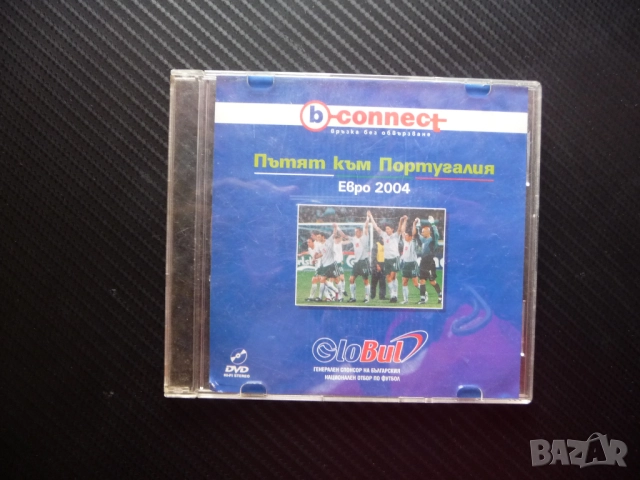 b-connect
връзка без обвързване
Пътят към Португалия
Евро 2004
GloBul
ГЕНЕРАЛЕН СПОНСОР НА БЪЛГАРСКИЯ
НАЦИОНАЛЕН ОТБОР ПО ФУТБОЛ
DVD
BAZAR.bg